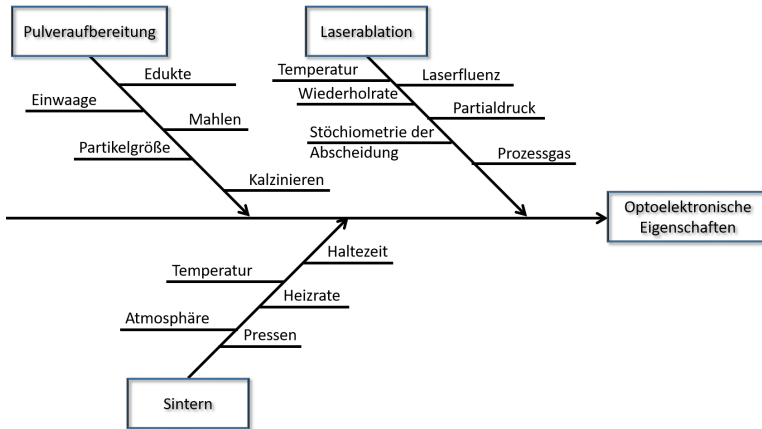 Pulveraufbereitung
Laserablation
Edukte
Einwaage
Mahlen
Partikelgröße
Kalzinieren
Temperatur
Laserfluenz
Wiederholrate
Partialdruck
Stöchiometrie der
Abscheidung
Prozessgas
Optoelektronische
Eigenschaften
Haltezeit
Temperatur
Heizrate
Atmosphäre
Pressen
Sintern